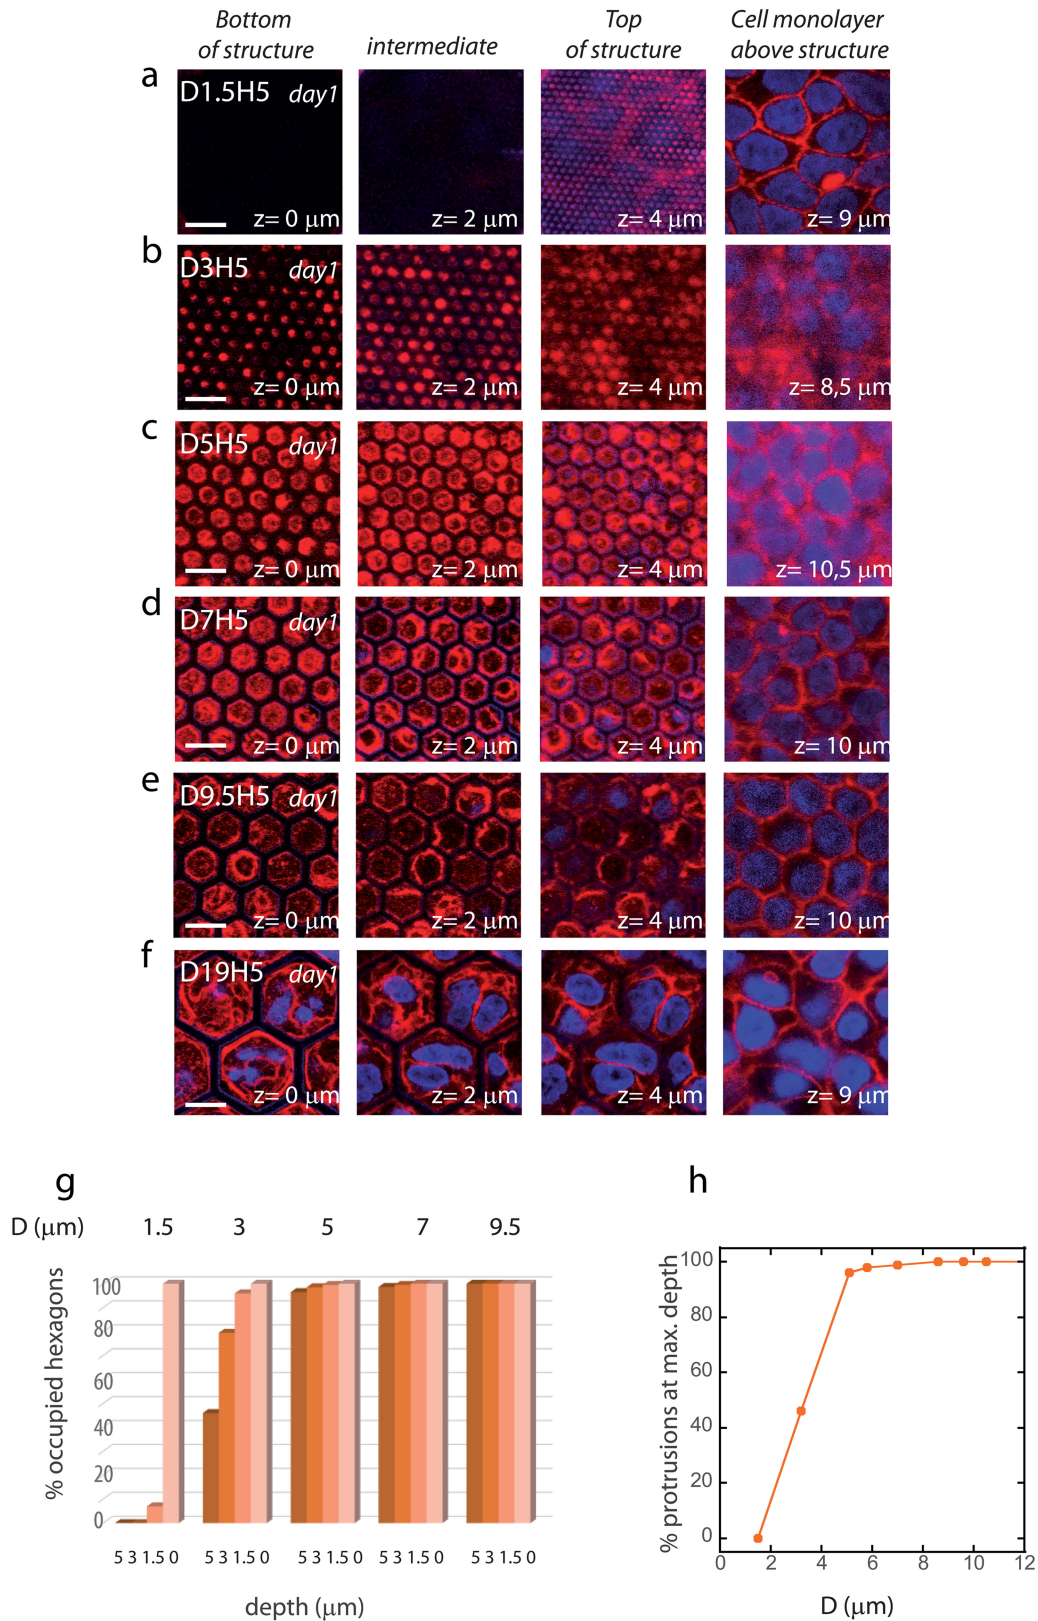 Bottom of structure
intermediate
Top of structure
Cell monolayer above structure
a
D1.5H5 day1
z= 0 μm
z= 2 μm
z= 4 μm
z= 9 μm
b
D3H5 day1
z= 0 μm
z= 2 μm
z= 4 μm
z= 8,5 μm
c
D5H5 day1
z= 0 μm
z= 2 μm
z= 4 μm
z= 10,5 μm
d
D7H5 day1
z= 0 μm
z= 2 μm
z= 4 μm
z= 10 μm
e
D9.5H5 day1
z= 0 μm
z= 2 μm
z= 4 μm
z= 10 μm
f
D19H5 day1
z= 0 μm
z= 2 μm
z= 4 μm
z= 9 μm
g
D (μm) 1.5 3 5 7 9.5
% occupied hexagons
100
80
60
40
20
0
5 3 1.5 0 5 3 1.5 0 5 3 1.5 0 5 3 1.5 0 5 3 1.5 0
depth (μm)
h
% protrusions at max. depth
100
80
60
40
20
0
0 2 4 6 8 10 12
D (μm)